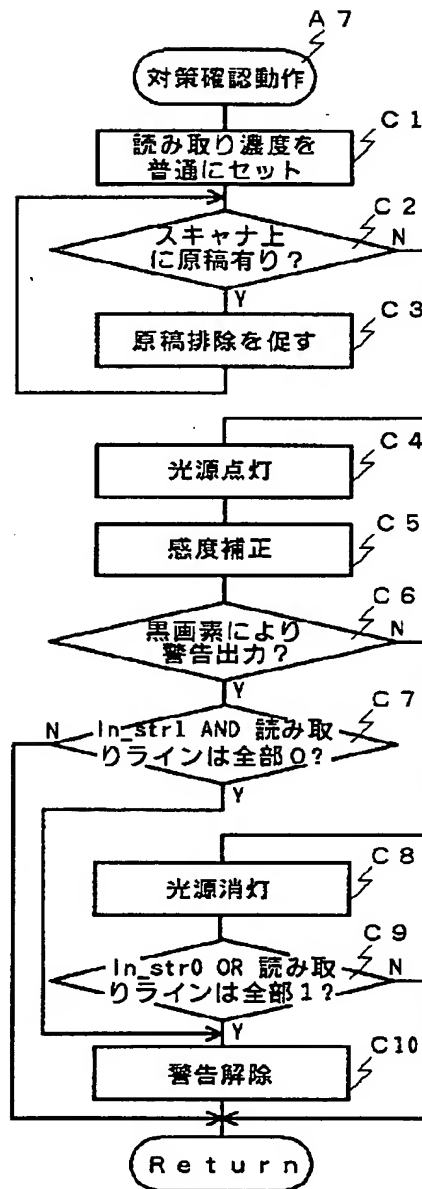 A 7
対策確認動作
C 1
読み取り濃度を
普通にセット
C 2
スキャナ上
に原稿有り？
N
Y
C 3
原稿排除を促す
C 4
光源点灯
C 5
感度補正
C 6
黒画素により
警告出力？
N
Y
C 7
N
ln_str1 AND 読み取
りラインは全部０？
Y
C 8
光源消灯
C 9
ln_str0 OR 読み取
りラインは全部１？
N
Y
C10
警告解除
Ｒｅｔｕｒｎ